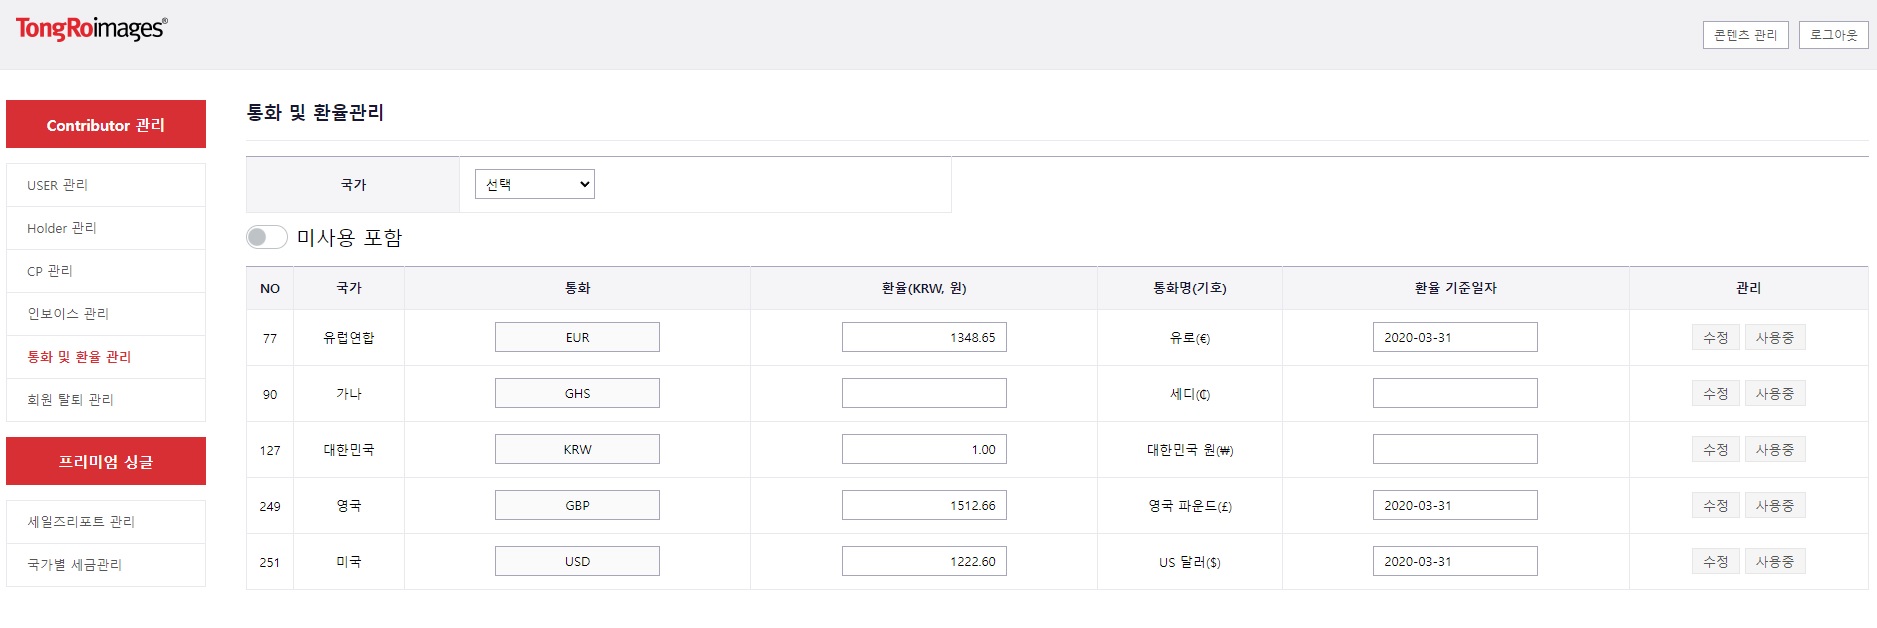 TongRoimages®
콘텐츠 관리 로그아웃
Contributor 관리
USER 관리
Holder 관리
CP 관리
인보이스 관리
통화 및 환율 관리
회원 탈퇴 관리
프리미엄 싱글
세일즈리포트 관리
국가별 세금관리
통화 및 환율관리
국가 선택
미사용 포함
NO 국가 통화 환율(KRW, 원) 통화명(기호) 환율 기준일자 관리
77 유럽연합 EUR 1348.65 유로(€) 2020-03-31 수정 사용중
90 가나 GHS 세디(₵) 수정 사용중
127 대한민국 KRW 1.00 대한민국 원(₩) 수정 사용중
249 영국 GBP 1512.66 영국 파운드(£) 2020-03-31 수정 사용중
251 미국 USD 1222.60 US 달러($) 2020-03-31 수정 사용중